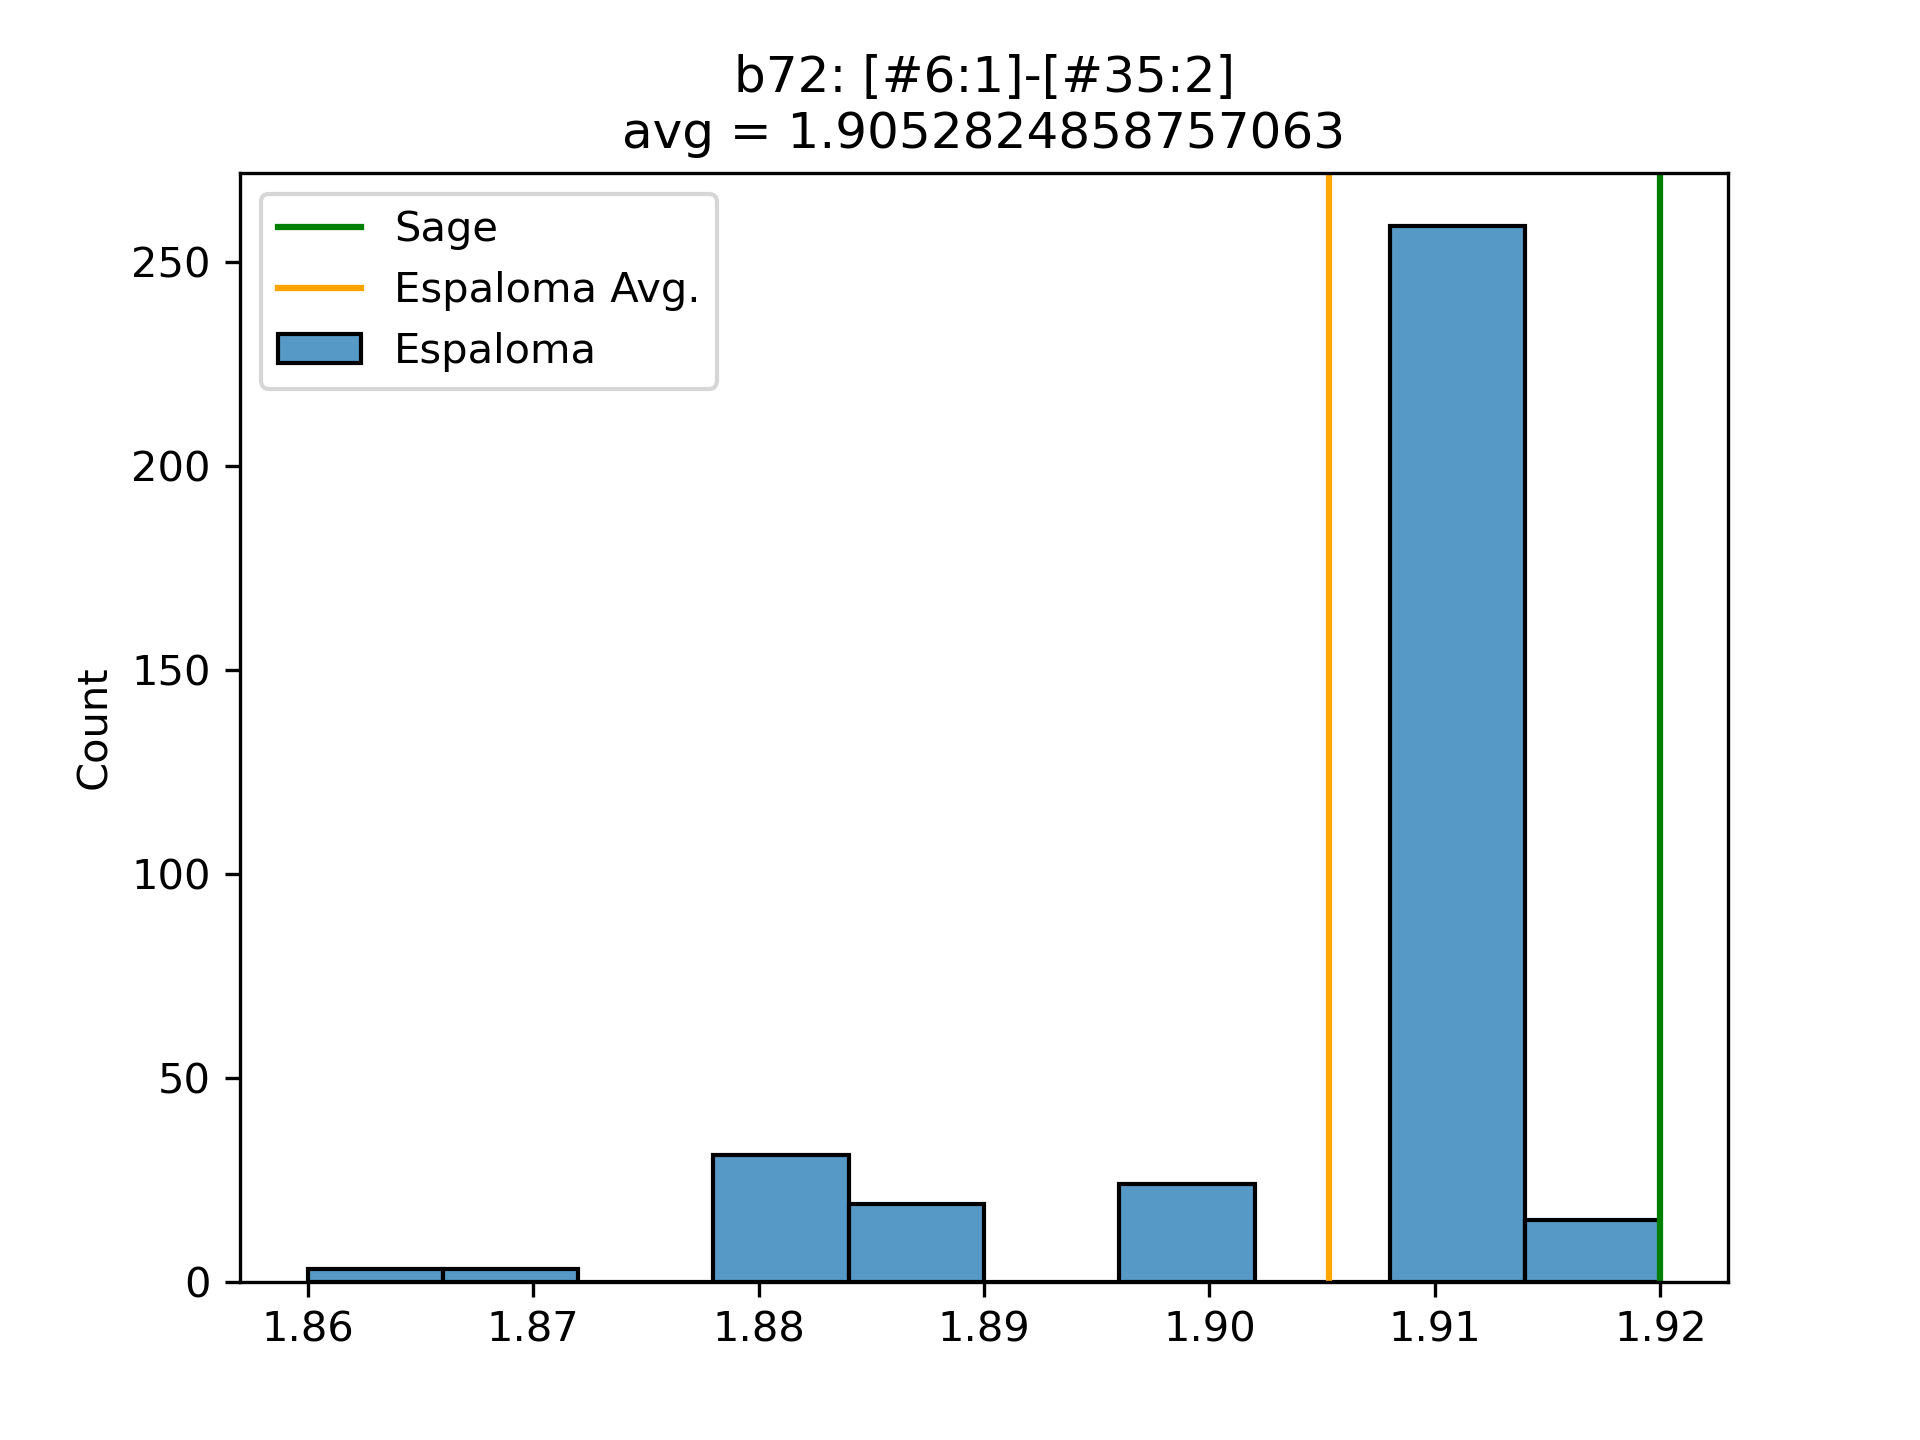 b72: [#6:1]-[#35:2]
avg = 1.9052824858757063
Sage
Espaloma Avg.
Espaloma
Count
250
200
150
100
50
0
1.86 1.87 1.88 1.89 1.90 1.91 1.92